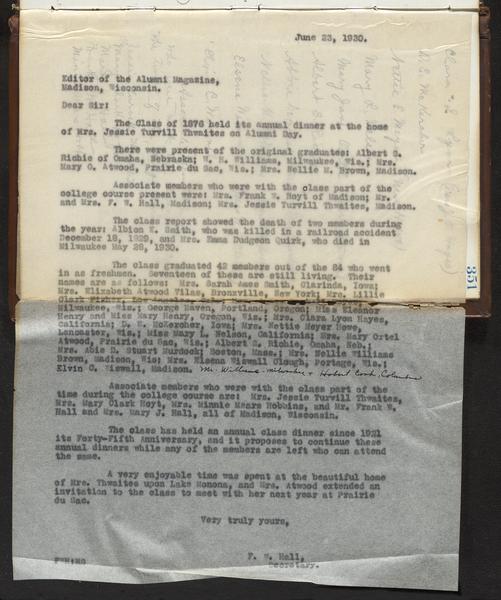 June 23, 1930.
Editor of the Alumni Magazine,
Madison, Wisconsin.
Dear Sir:
The Class of 1876 held its annual dinner at the home
of Mrs. Jessie Turvill Thwaites on Alumni Day.
There were present of the original graduates: Albert S.
Richie of Omaha, Nebraska; W. H. Williams, Milwaukee, Wis.; Mrs.
Mary O. Atwood, Prairie du Sac, Wis.; Mrs. Nellie W. Brown, Madison.
Associate members who were with the class part of the
college course present were: Mrs. Frank W. Hoyt of Madison; Mr.
and Mrs. F. W. Hall, Madison; Mrs. Jessie Turvill Thwaites, Madison.
The class report showed the death of two members during
the year: Albion E. Smith, who was killed in a railroad accident
December 18, 1929, and Mrs. Emma Dudgeon Quirk, who died in
Milwaukee May 26, 1930.
The class graduated 42 members out of the 84 who went
in as freshmen. Seventeen of these are still living. Their
names are as follows: Mrs. Sarah Ames Smith, Clarinda, Iowa;
Mrs. Elizabeth Atwood Vilas, Bronxville, New York; Mrs. Lillie
Clark
Milwaukee, Wis.; George Haven, Portland, Oregon; Miss Eleanor
Henry and Miss Mary Henry, Oregon, Wis.; Mrs. Clara Lyon Hayes,
California; D. E. McKercher, Iowa; Mrs. Nettie Meyer Howe,
Lancaster, Wis.; Miss Mary L. Nelson, California; Mrs. Mary Ortel
Atwood, Prairie du Sac, Wis.; Albert S. Richie, Omaha, Neb.;
Mrs. Abie D. Stuart Murdock; Boston, Mass.; Mrs. Nellie Williams
Brown, Madison, Wis; Mrs. Elsena Wiswall Clough, Portage, Wis.;
Elvin C. Wiswall, Madison. Mr. Williams - Milwaukee + Hobert Cook
Associate members who were with the class part of the
time during the college course are: Mrs. Jessie Turvill Thwaites,
Mrs. Mary Clark Hoyt, Mrs. Minnie Mears Robbins, and Mr. Frank W.
Hall and Mrs. Mary J. Hall, all of Madison, Wisconsin.
The class has held an annual class dinner since 1921
its Forty-Fifth Anniversary, and it proposes to continue these
annual dinners while any of the members are left who can attend
the same.
A very enjoyable time was spent at the beautiful home
of Mrs. Thwaites upon Lake Monona, and Mrs. Atwood extended an
invitation to the class to meet with her next year at Prairie
du Sac.
Very truly yours,
F. W. Hall,
Secretary.
FWH:MG
351